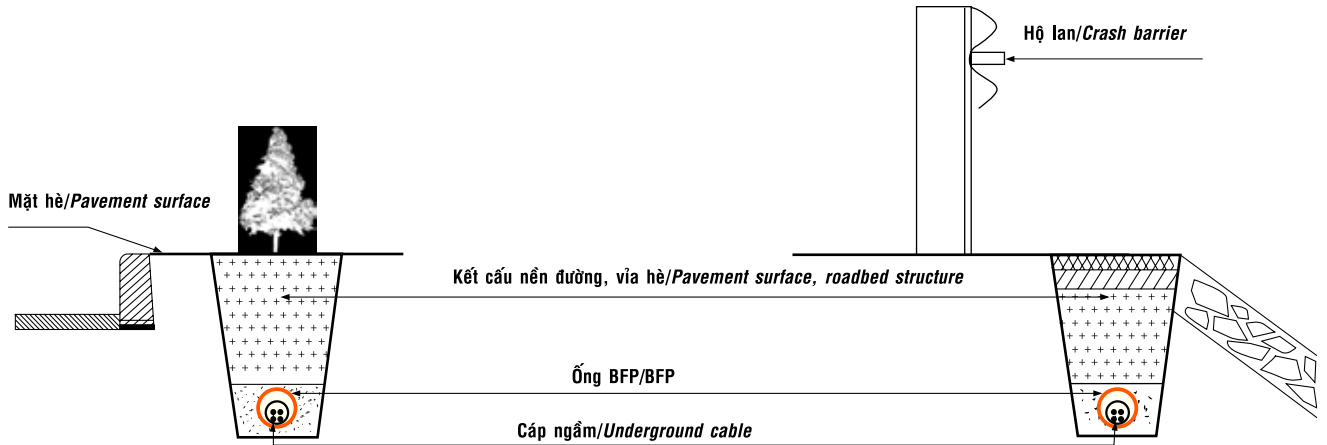 Hộ lan/Crash barrier
Mặt hè/Pavement surface
Kết cấu nền đường, vỉa hè/Pavement surface, roadbed structure
Ống BFP/BFP
Cáp ngầm/Underground cable